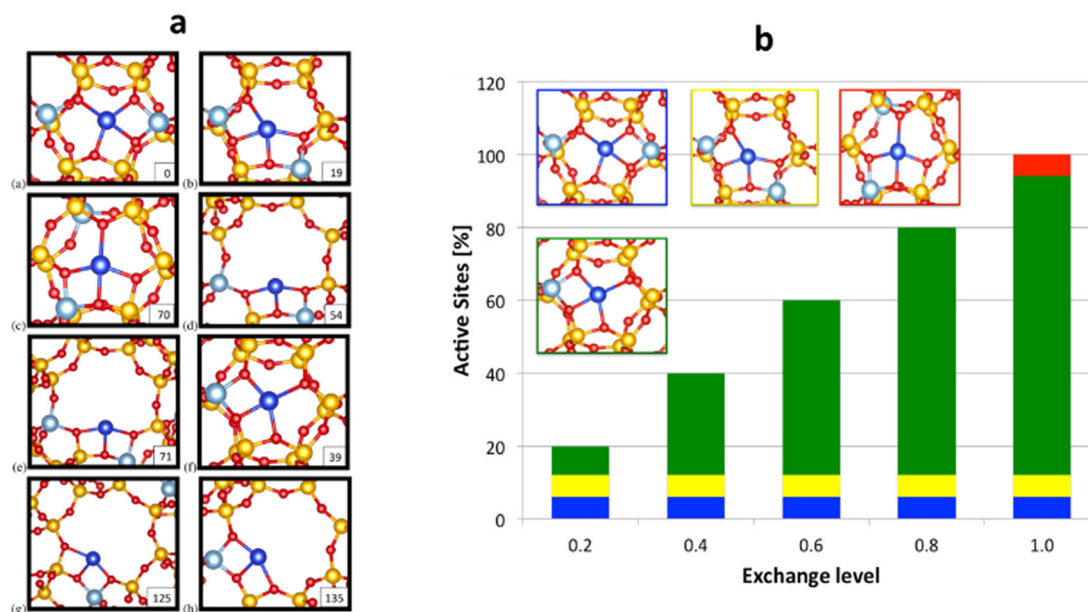 a
b
(a)
0
(b)
19
(c)
70
(d)
54
(e)
71
(f)
39
(g)
125
(h)
135
Active Sites [%]
120
100
80
60
40
20
0
0.2 0.4 0.6 0.8 1.0
Exchange level